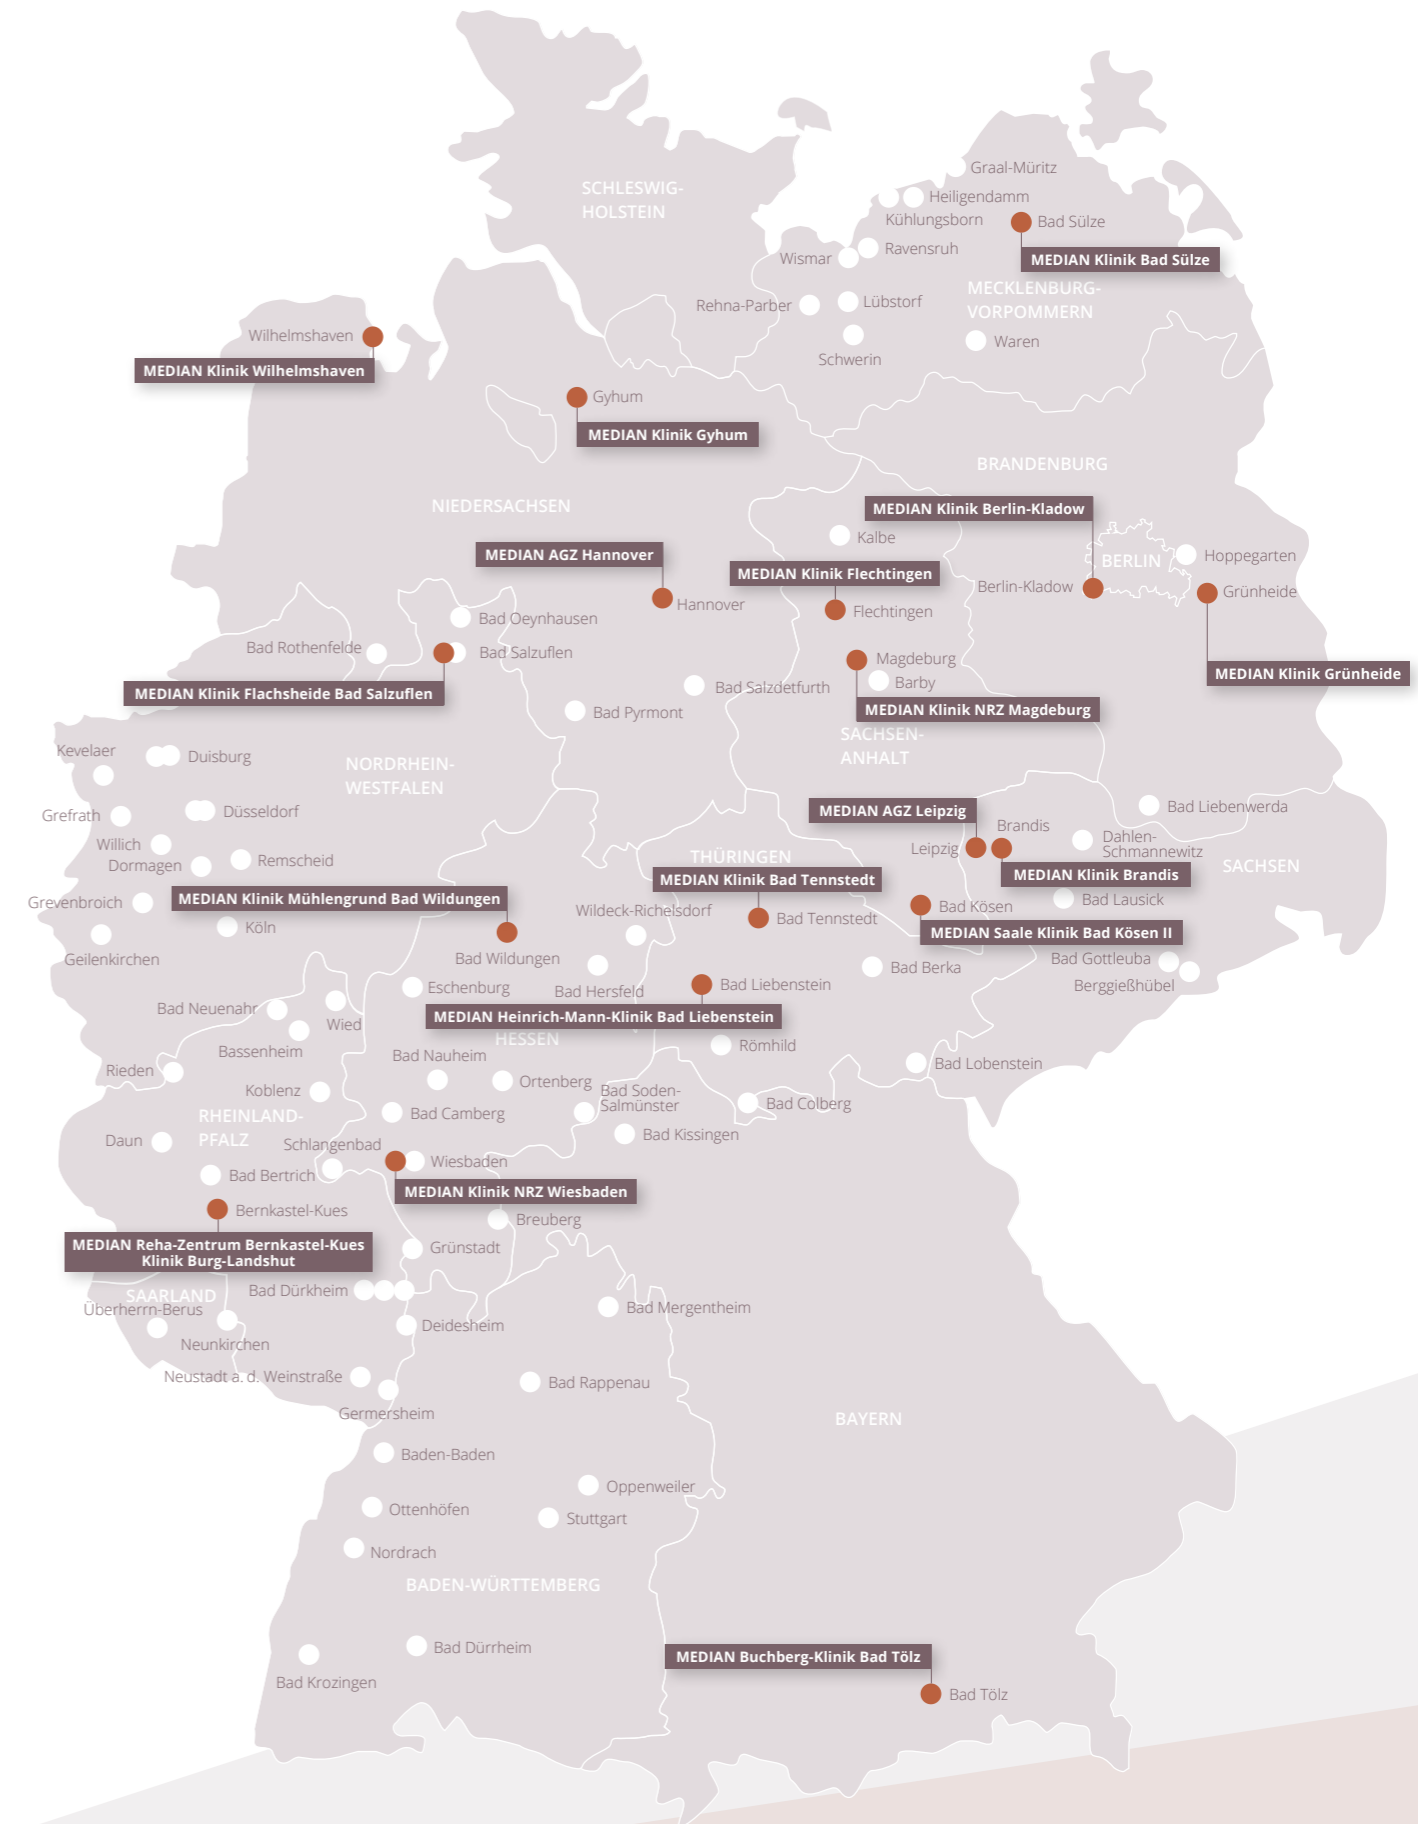 Graal-Müritz
SCHLESWIG-
HOLSTEIN
Heiligendamm
Kühlungsborn
Bad Sülze
Ravensruh
Wismar
MEDIAN Klinik Bad Sülze
MECKLENBURG-
VORPOMMERN
Rehna-Parber
Lübstorf
Wilhelmshaven
Waren
Schwerin
MEDIAN Klinik Wilhelmshaven
Gyhum
MEDIAN Klinik Gyhum
BRANDENBURG
NIEDERSACHSEN
MEDIAN Klinik Berlin-Kladow
Kalbe
MEDIAN AGZ Hannover
BERLIN
Hoppegarten
MEDIAN Klinik Flechtingen
Berlin-Kladow
Grünheide
Hannover
Flechtingen
Bad Oeynhausen
Bad Rothenfelde
Bad Salzuflen
Magdeburg
MEDIAN Klinik Grünheide
Barby
Bad Salzdetfurth
MEDIAN Klinik Flachsheide Bad Salzuflen
MEDIAN Klinik NRZ Magdeburg
Bad Pyrmont
SACHSEN-
ANHALT
Kevelaer
Duisburg
NORDRHEIN-
WESTFALEN
Grefrath
Düsseldorf
MEDIAN AGZ Leipzig
Bad Liebenwerda
Brandis
Willich
Dahlen-
Schmannewitz
Leipzig
Dormagen
Remscheid
THÜRINGEN
SACHSEN
MEDIAN Klinik Brandis
MEDIAN Klinik Bad Tennstedt
MEDIAN Klinik Mühlengrund Bad Wildungen
Bad Lausick
Grevenbroich
Wildeck-Richelsdorf
Bad Tennstedt
Bad Kösen
Köln
MEDIAN Saale Klinik Bad Kösen II
Geilenkirchen
Bad Wildungen
Bad Gottleuba
Bad Berka
Eschenburg
Bad Hersfeld
Bad Liebenstein
Berggießhübel
Bad Neuenahr
MEDIAN Heinrich-Mann-Klinik Bad Liebenstein
Wied
HESSEN
Bassenheim
Römhild
Bad Nauheim
Bad Lobenstein
Rieden
Koblenz
Ortenberg
Bad Soden-
Salmünster
Bad Colberg
RHEINLAND-
PFALZ
Bad Camberg
Bad Kissingen
Daun
Schlangenbad
Wiesbaden
Bad Bertrich
MEDIAN Klinik NRZ Wiesbaden
Bernkastel-Kues
Breuberg
MEDIAN Reha-Zentrum Bernkastel-Kues
Klinik Burg-Landshut
Grünstadt
SAARLAND
Bad Dürkheim
Überherrn-Berus
Bad Mergentheim
Deidesheim
Neunkirchen
Neustadt a. d. Weinstraße
Bad Rappenau
Germersheim
BAYERN
Baden-Baden
Oppenweiler
Ottenhöfen
Stuttgart
Nordrach
BADEN-WÜRTTEMBERG
Bad Dürrheim
MEDIAN Buchberg-Klinik Bad Tölz
Bad Krozingen
Bad Tölz